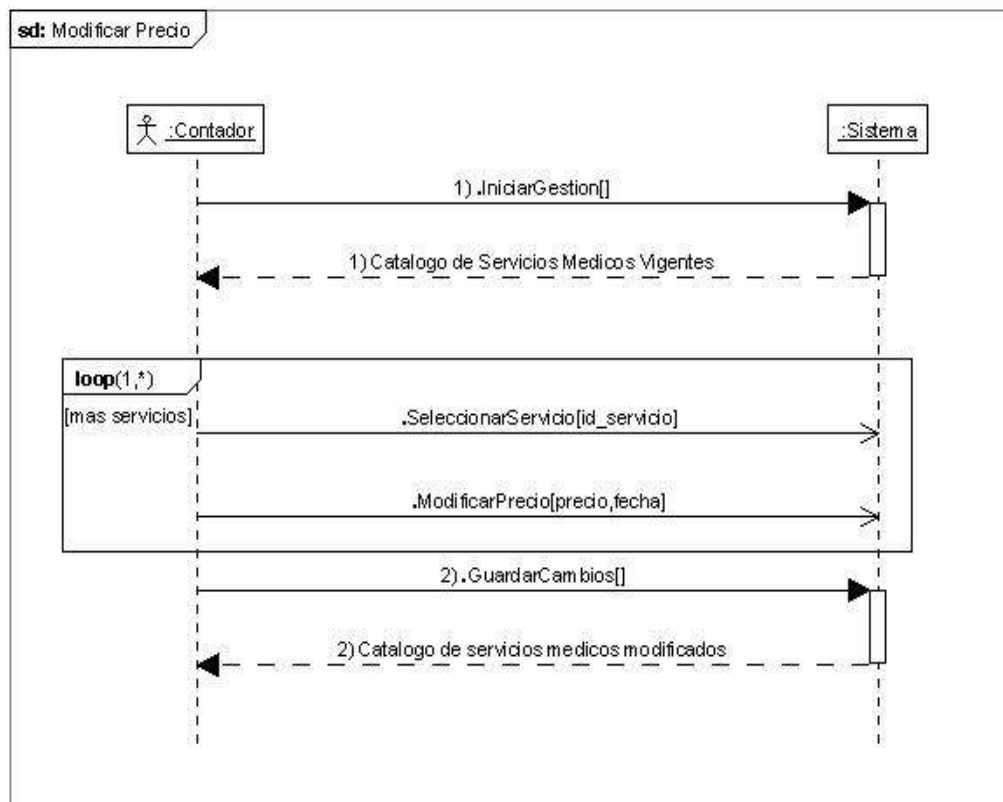 sd: Modificar Precio
:Contador
:Sistema
1) .IniciarGestion[]
1) Catalogo de Servicios Medicos Vigentes
loop(1,*)
[mas servicios]
.SeleccionarServicio[id_servicio]
.ModificarPrecio[precio,fecha]
2).GuardarCambios[]
2) Catalogo de servicios medicos modificados